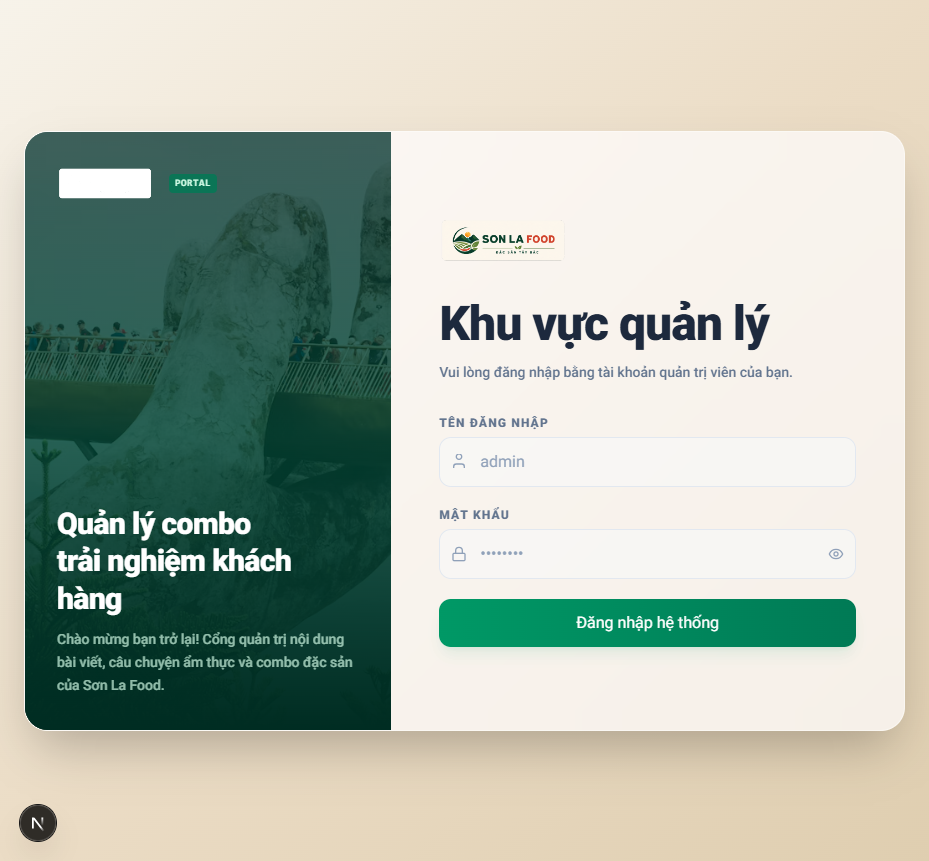 PORTAL
Quản lý combo
trải nghiệm khách
hàng
Chào mừng bạn trở lại! Cổng quản trị nội dung
bài viết, câu chuyện ẩm thực và combo đặc sản
của Sơn La Food.
SON LA FOOD
ĐẶC SẢN TÂY BẮC
Khu vực quản lý
Vui lòng đăng nhập bằng tài khoản quản trị viên của bạn.
TÊN ĐĂNG NHẬP
admin
MẬT KHẨU
••••••••
Đăng nhập hệ thống
N